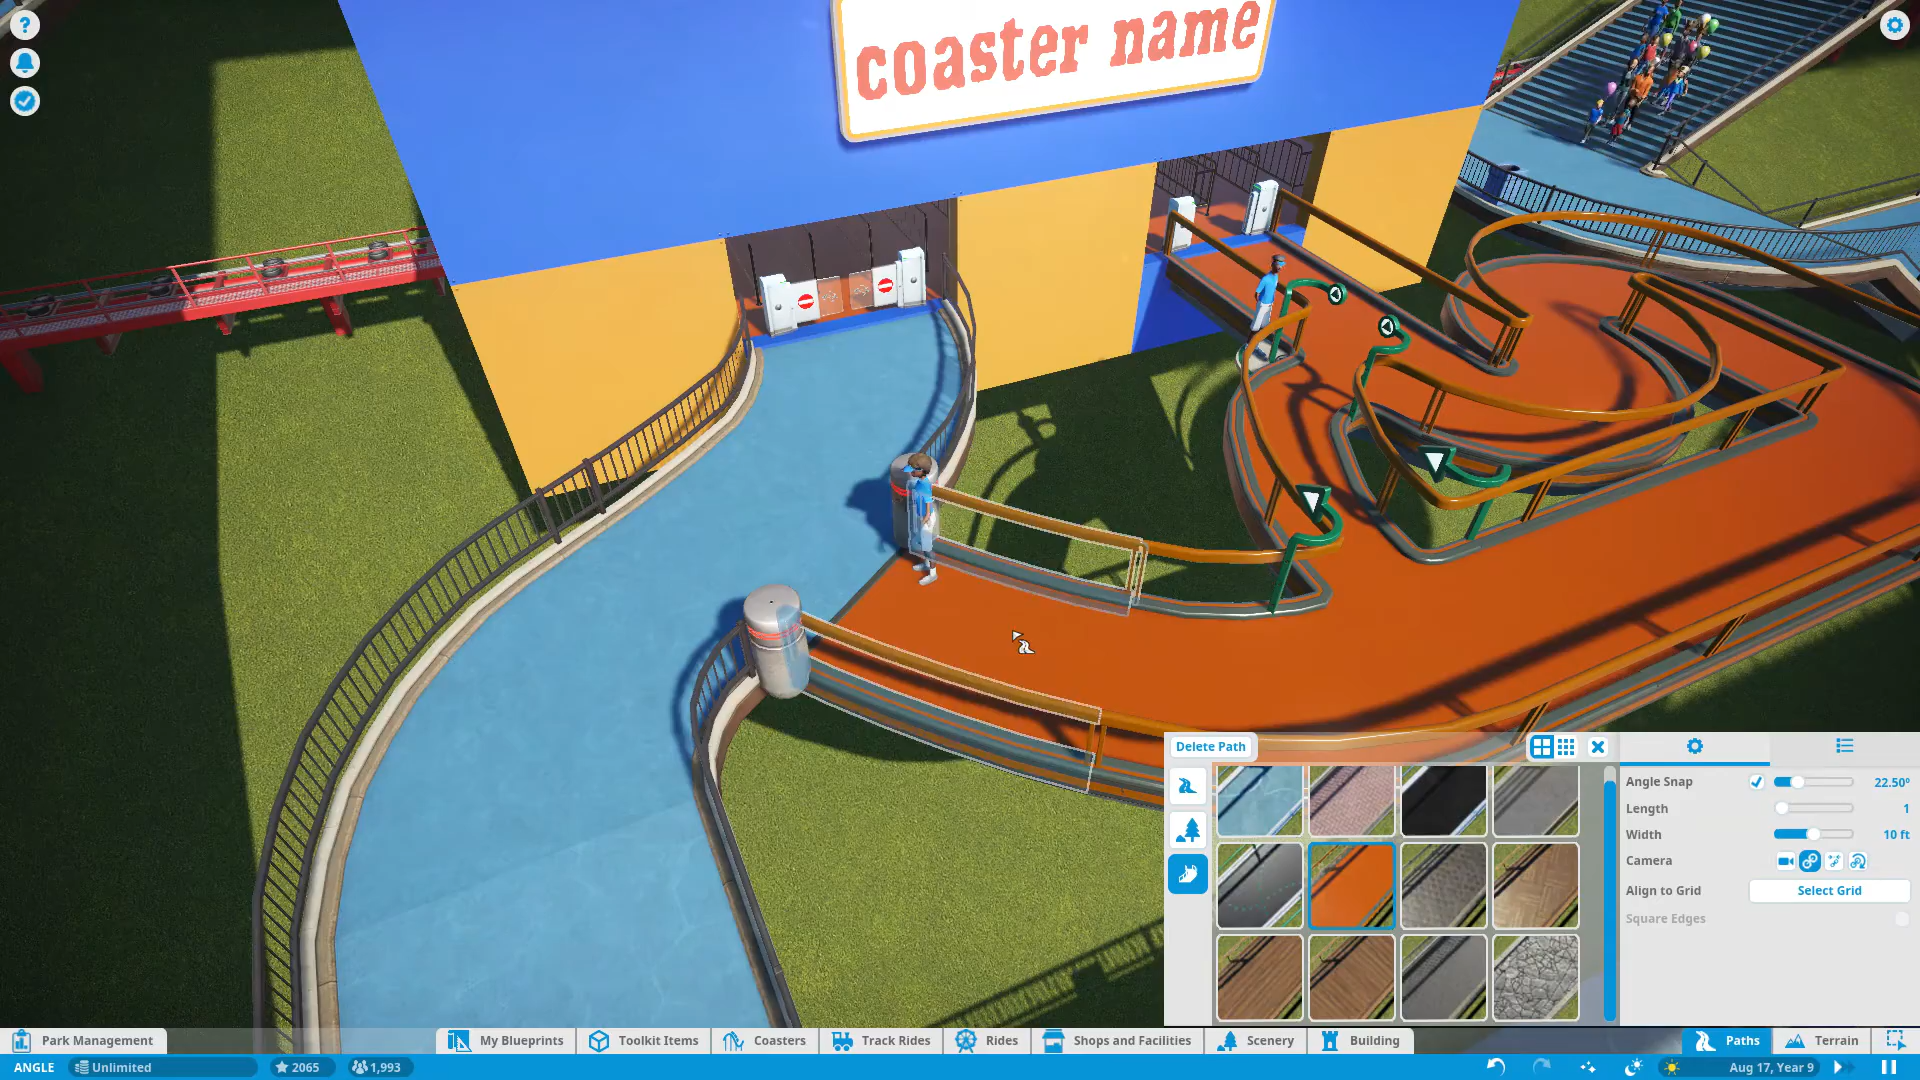 coaster name
Delete Path
Angle Snap
22.50°
Length
1
Width
10 ft
Camera
Align to Grid
Select Grid
Square Edges
Park Management
My Blueprints
Toolkit Items
Coasters
Track Rides
Rides
Shops and Facilities
Scenery
Building
Paths
Terrain
ANGLE
Unlimited
2065
1,993
Aug 17, Year 9